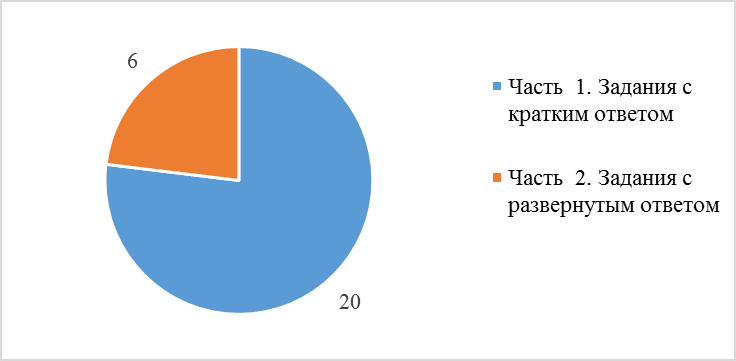 6
Часть  1. Задания с
кратким ответом
Часть  2. Задания с
развернутым ответом
20